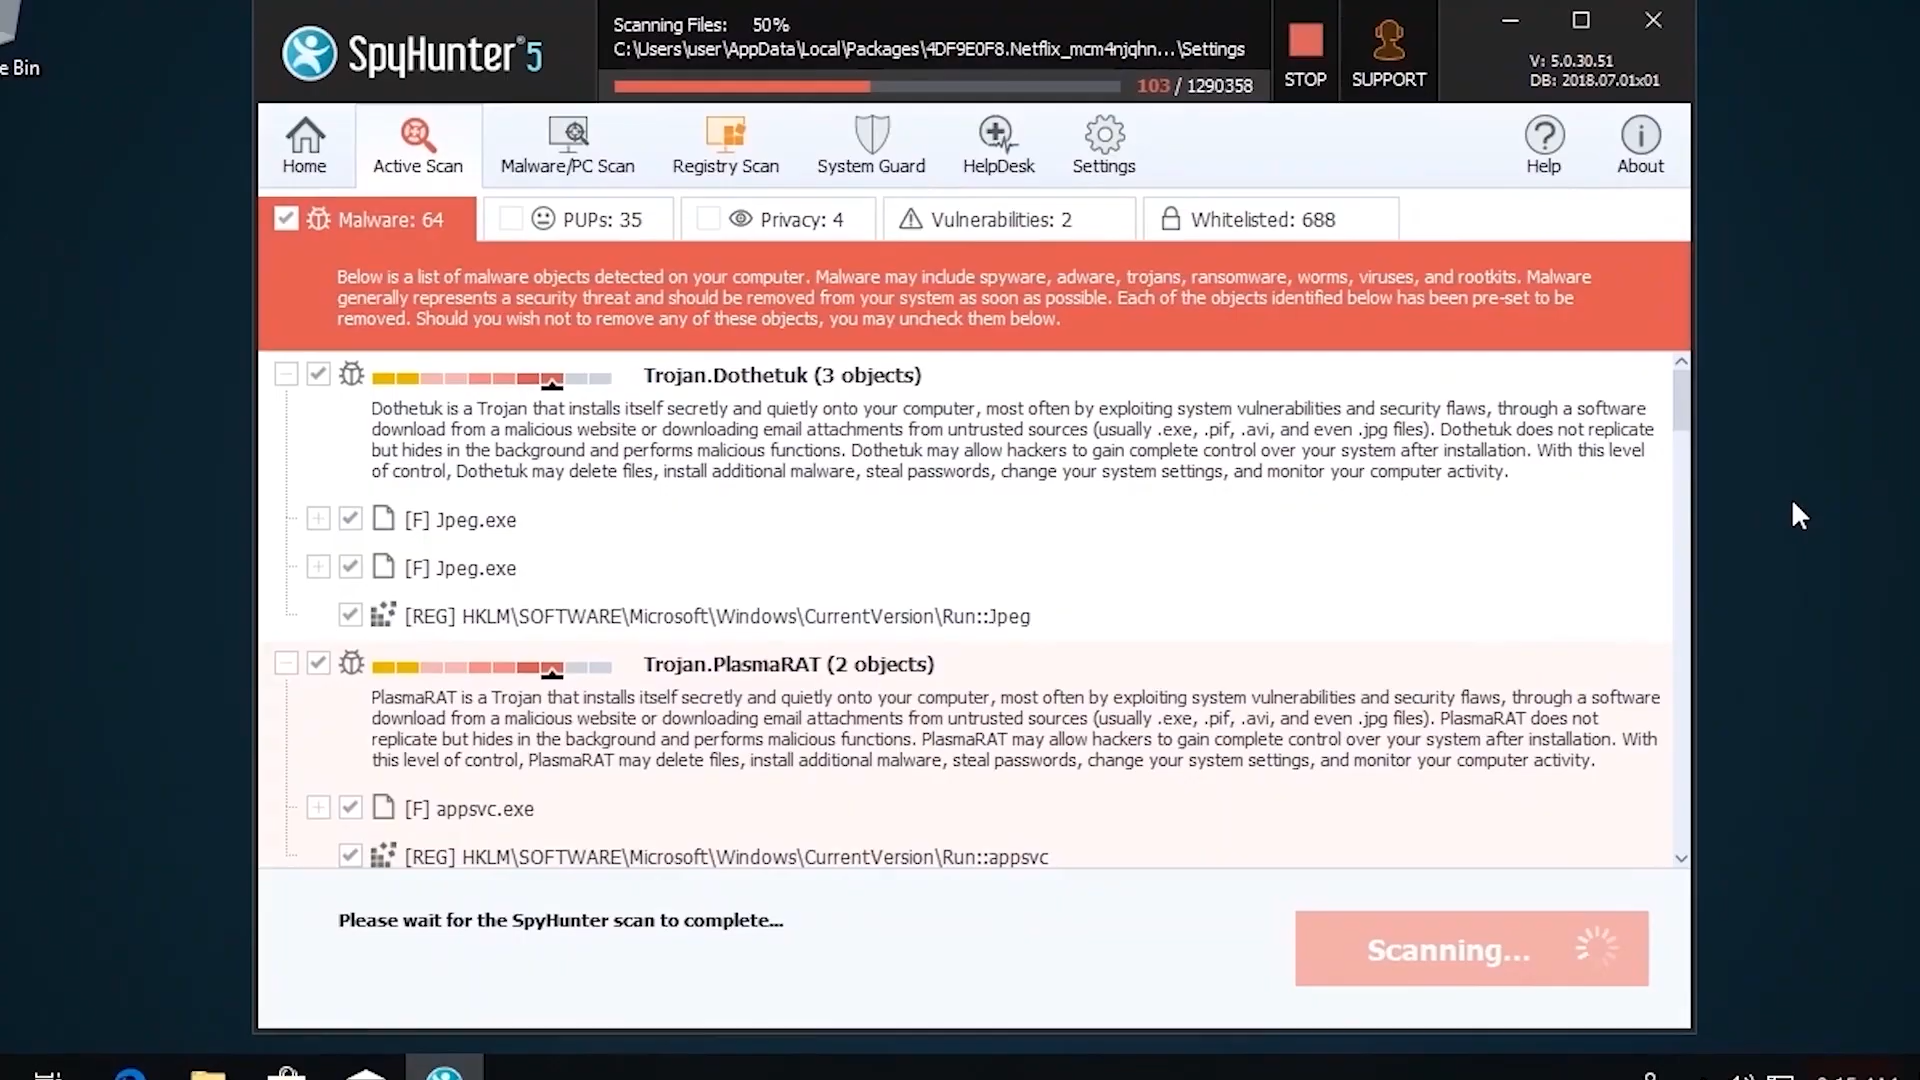 e Bin
SpyHunter® 5
Scanning Files: 50%
C:\Users\user\AppData\Local\Packages\4DF9E0F8.Netflix_mcm4njqhn...\Settings
103 / 1290358
STOP
SUPPORT
V: 5.0.30.51
DB: 2018.07.01x01
Home
Active Scan
Malware/PC Scan
Registry Scan
System Guard
HelpDesk
Settings
Help
About
Malware: 64
PUPs: 35
Privacy: 4
Vulnerabilities: 2
Whitelisted: 688
Below is a list of malware objects detected on your computer. Malware may include spyware, adware, trojans, ransomware, worms, viruses, and rootkits. Malware
generally represents a security threat and should be removed from your system as soon as possible. Each of the objects identified below has been pre-set to be
removed. Should you wish not to remove any of these objects, you may uncheck them below.
Trojan.Dothetuk (3 objects)
Dothetuk is a Trojan that installs itself secretly and quietly onto your computer, most often by exploiting system vulnerabilities and security flaws, through a software
download from a malicious website or downloading email attachments from untrusted sources (usually .exe, .pif, .avi, and even .jpg files). Dothetuk does not replicate
but hides in the background and performs malicious functions. Dothetuk may allow hackers to gain complete control over your system after installation. With this level
of control, Dothetuk may delete files, install additional malware, steal passwords, change your system settings, and monitor your computer activity.
[F] Jpeg.exe
[F] Jpeg.exe
[REG] HKLM\SOFTWARE\Microsoft\Windows\CurrentVersion\Run::Jpeg
Trojan.PlasmaRAT (2 objects)
PlasmaRAT is a Trojan that installs itself secretly and quietly onto your computer, most often by exploiting system vulnerabilities and security flaws, through a software
download from a malicious website or downloading email attachments from untrusted sources (usually .exe, .pif, .avi, and even .jpg files). PlasmaRAT does not
replicate but hides in the background and performs malicious functions. PlasmaRAT may allow hackers to gain complete control over your system after installation. With
this level of control, PlasmaRAT may delete files, install additional malware, steal passwords, change your system settings, and monitor your computer activity.
[F] appsvc.exe
[REG] HKLM\SOFTWARE\Microsoft\Windows\CurrentVersion\Run::appsvc
Please wait for the SpyHunter scan to complete...
Scanning...